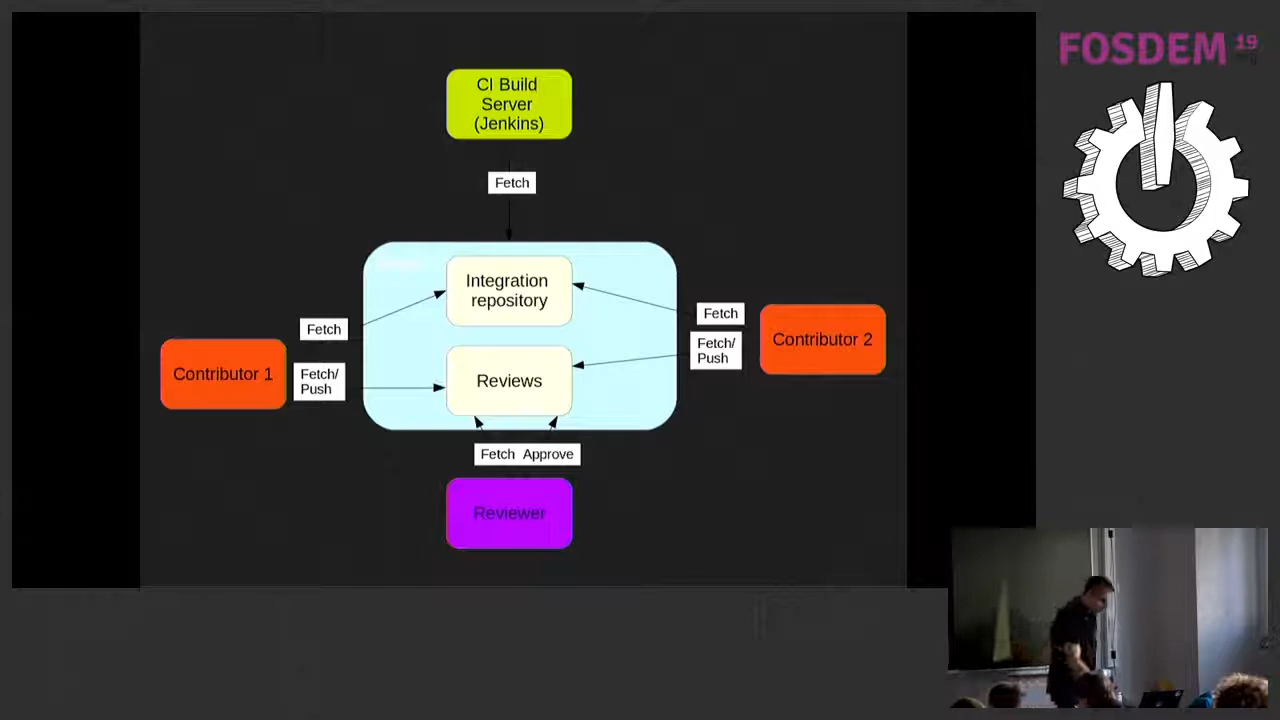 FOSDEM 19
CI Build
Server
(Jenkins)
Fetch
Integration
repository
Fetch
Fetch
Contributor 2
Fetch/
Push
Contributor 1
Fetch/
Push
Reviews
Fetch Approve
Reviewer